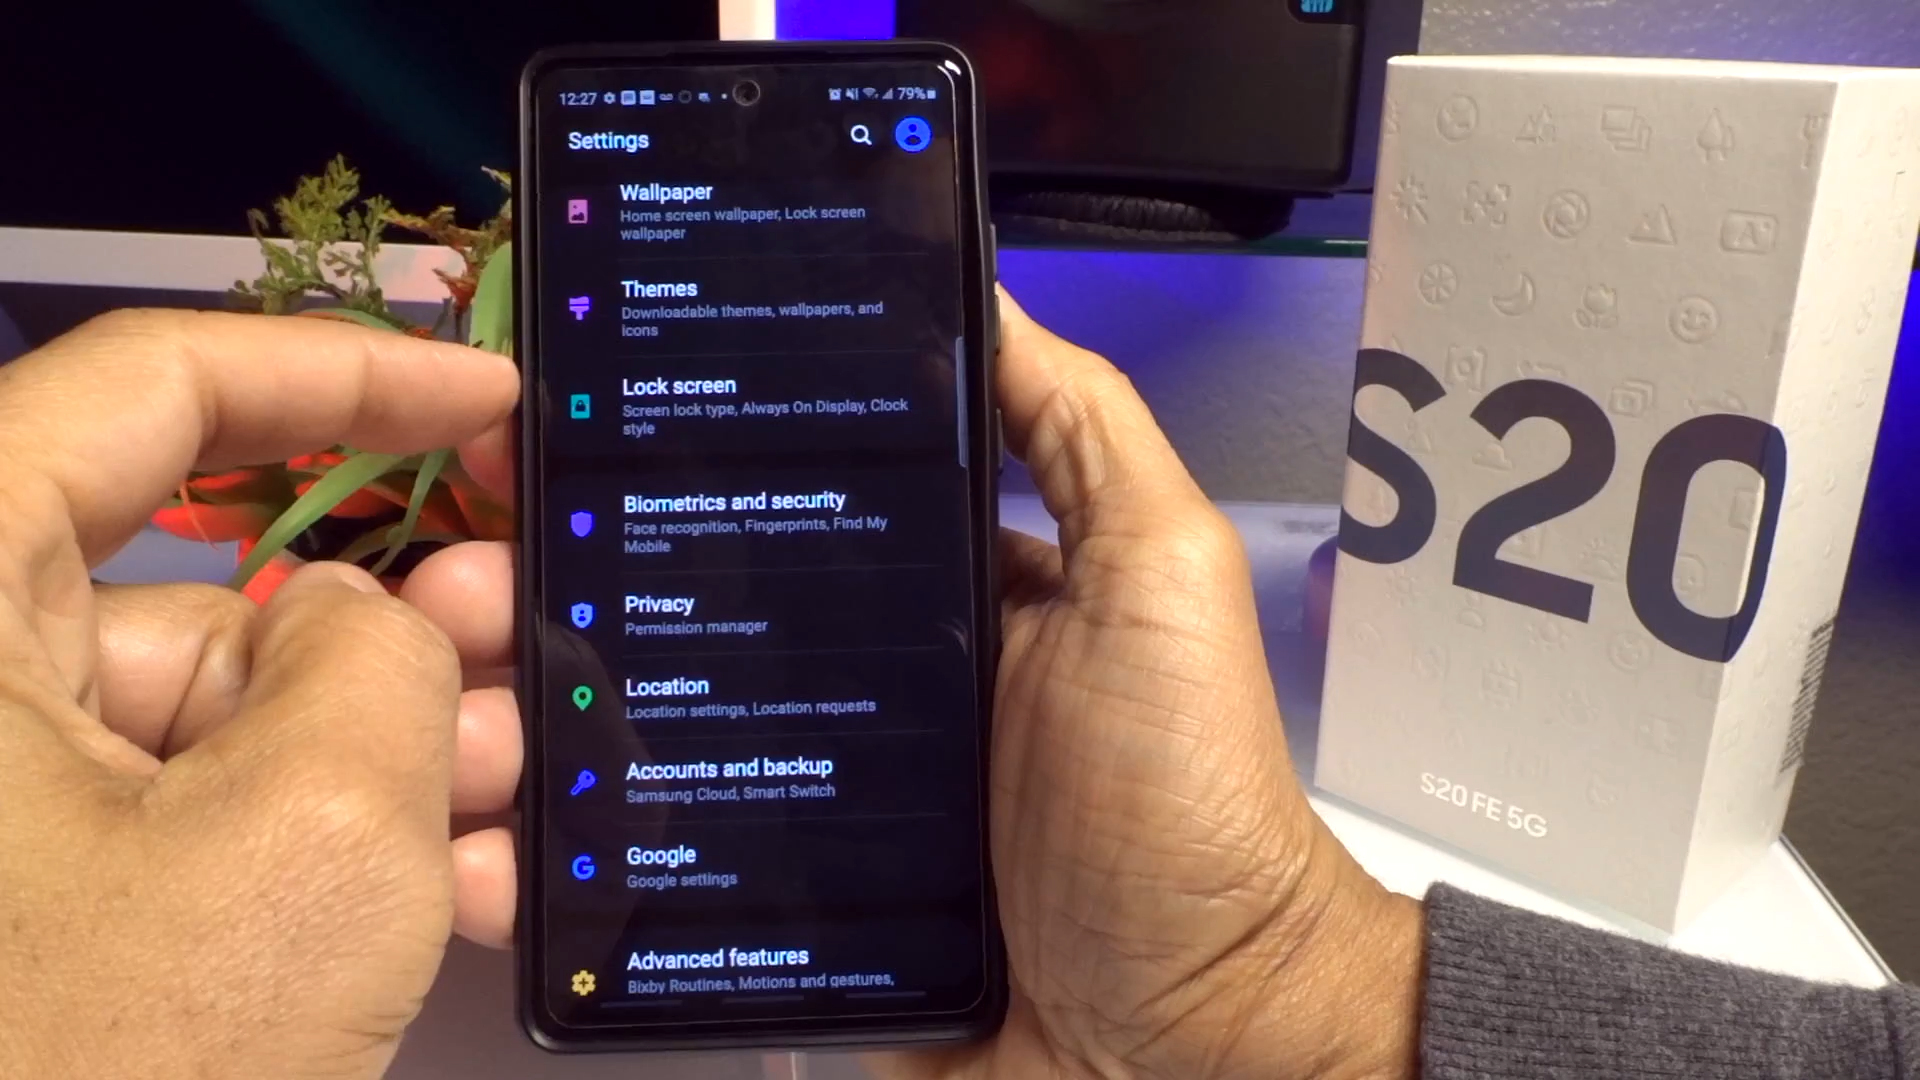 12:27
79%
Settings
Wallpaper
Home screen wallpaper, Lock screen
wallpaper
Themes
Downloadable themes, wallpapers, and
icons
Lock screen
Screen lock type, Always On Display, Clock
style
Biometrics and security
Face recognition, Fingerprints, Find My
Mobile
Privacy
Permission manager
Location
Location settings, Location requests
Accounts and backup
Samsung Cloud, Smart Switch
G
Google
Google settings
Advanced features
Bixby Routines, Motions and gestures,
S20
S20 FE 5G